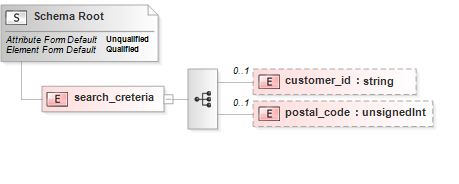 S Schema Root
Attribute Form Default Unqualified
Element Form Default Qualified
E search_creteria
0..1
E customer_id : string
0..1
E postal_code : unsignedInt